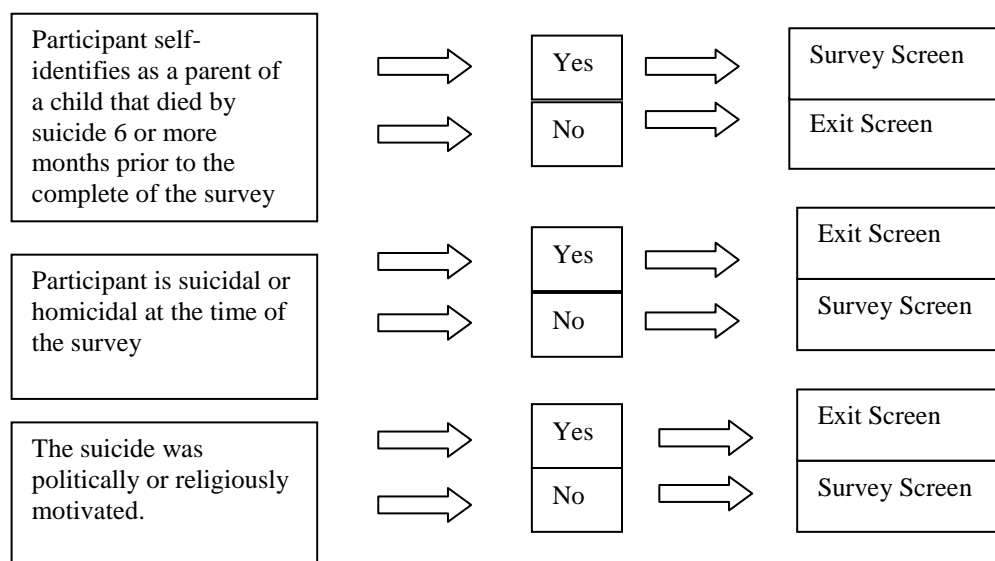 Participant self-
identifies as a parent of
a child that died by
suicide 6 or more
months prior to the
complete of the survey
Yes
No
Survey Screen
Exit Screen
Participant is suicidal or
homicidal at the time of
the survey
Yes
No
Exit Screen
Survey Screen
The suicide was
politically or religiously
motivated.
Yes
No
Exit Screen
Survey Screen